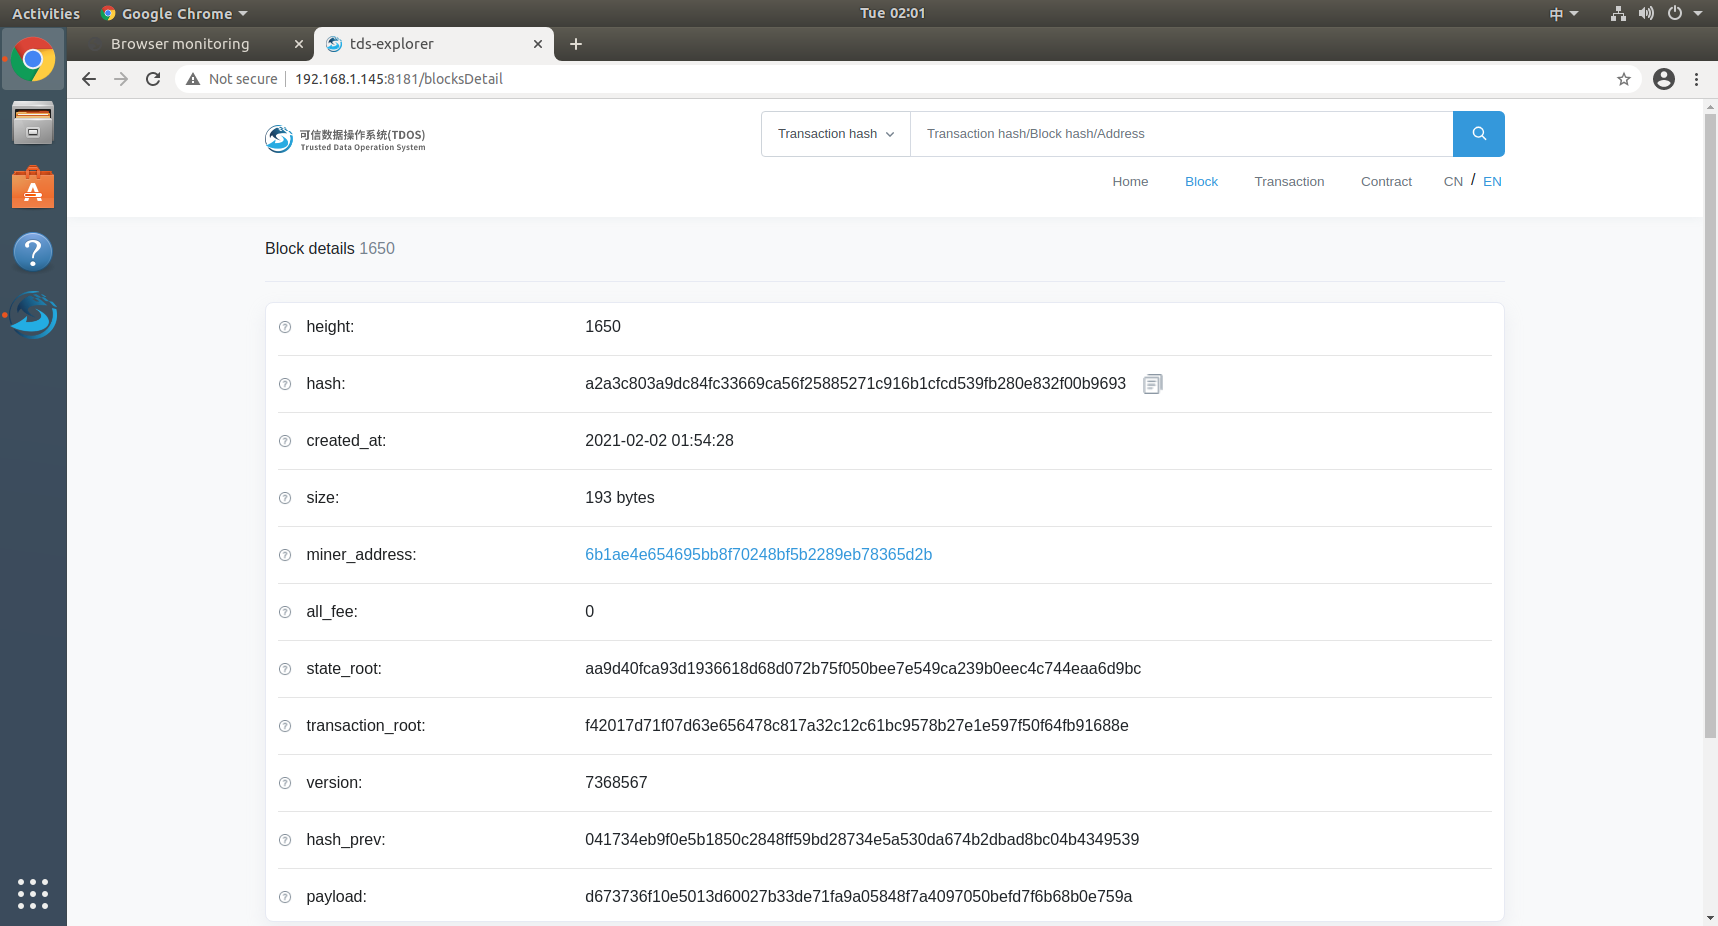 Activities Google Chrome Tue 02:01 中
Browser monitoring tds-explorer
Not secure 192.168.1.145:8181/blocksDetail
可信数据操作系统(TDOS)
Trusted Data Operation System
Transaction hash Transaction hash/Block hash/Address
Home Block Transaction Contract CN / EN
Block details 1650
height: 1650
hash: a2a3c803a9dc84fc33669ca56f25885271c916b1cfcd539fb280e832f00b9693
created_at: 2021-02-02 01:54:28
size: 193 bytes
miner_address: 6b1ae4e654695bb8f70248bf5b2289eb78365d2b
all_fee: 0
state_root: aa9d40fca93d1936618d68d072b75f050bee7e549ca239b0eec4c744eaa6d9bc
transaction_root: f42017d71f07d63e656478c817a32c12c61bc9578b27e1e597f50f64fb91688e
version: 7368567
hash_prev: 041734eb9f0e5b1850c2848ff59bd28734e5a530da674b2dbad8bc04b4349539
payload: d673736f10e5013d60027b33de71fa9a05848f7a4097050befd7f6b68b0e759a